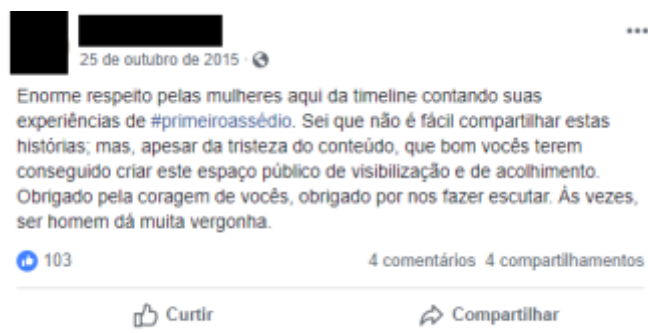 25 de outubro de 2015 ·
Enorme respeito pelas mulheres aqui da timeline contando suas
experiências de #primeiroassédio. Sei que não é fácil compartilhar estas
histórias; mas, apesar da tristeza do conteúdo, que bom vocês terem
conseguido criar este espaço público de visibilização e de acolhimento.
Obrigado pela coragem de vocês, obrigado por nos fazer escutar. Às vezes,
ser homem dá muita vergonha.
103
4 comentários 4 compartilhamentos
Curtir
Compartilhar